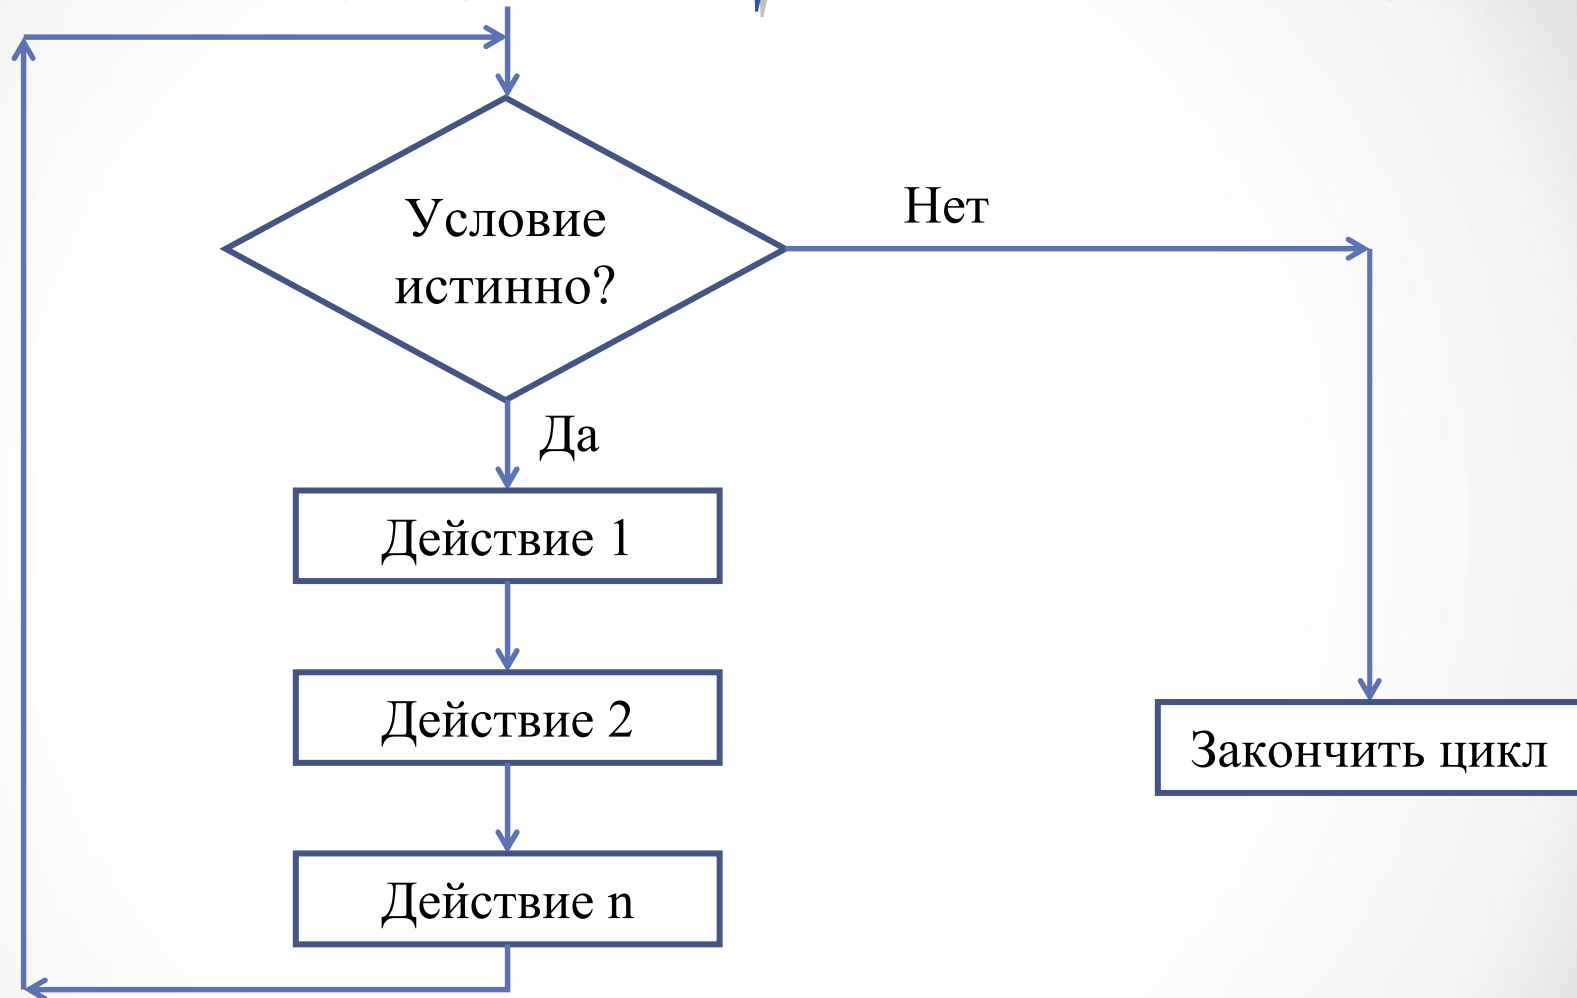 Условие
истинно?
Нет
Да
Действие 1
Действие 2
Закончить цикл
Действие n